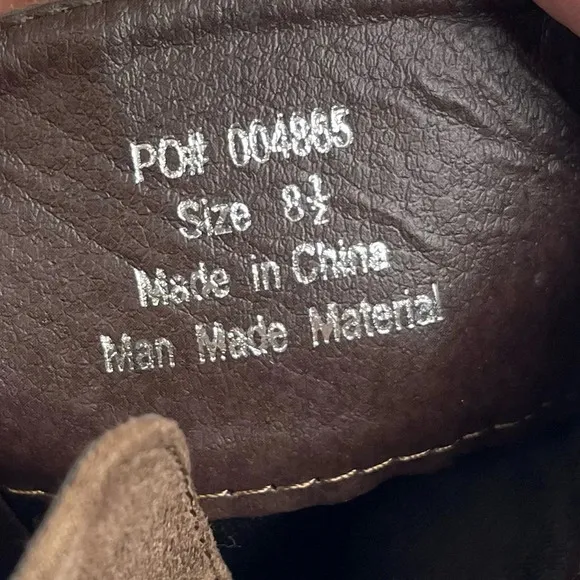 PO# 004865
Size 8½
Made in China
Man Made Material